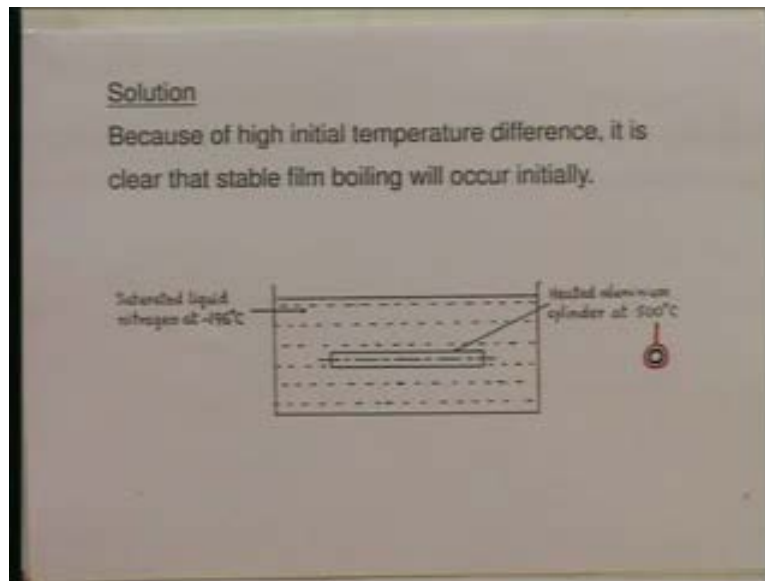 Solution
Because of high initial temperature difference, it is
clear that stable film boiling will occur initially.
Saturated liquid
nitrogen at -196°C
Heated aluminium
cylinder at 500°C